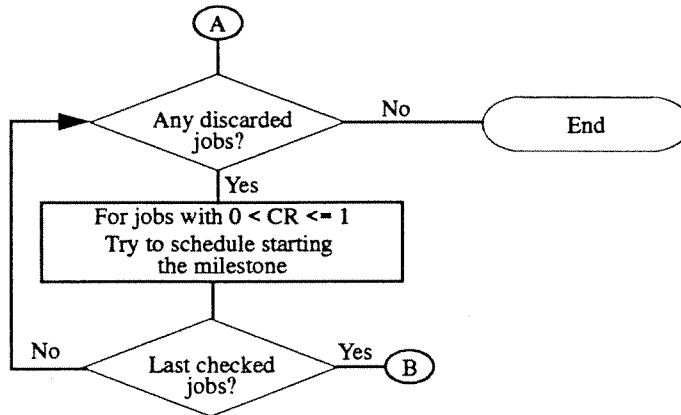 A
Any discarded
jobs?
No
End
Yes
For jobs with 0 < CR <= 1
Try to schedule starting
the milestone
No
Last checked
jobs?
Yes
B